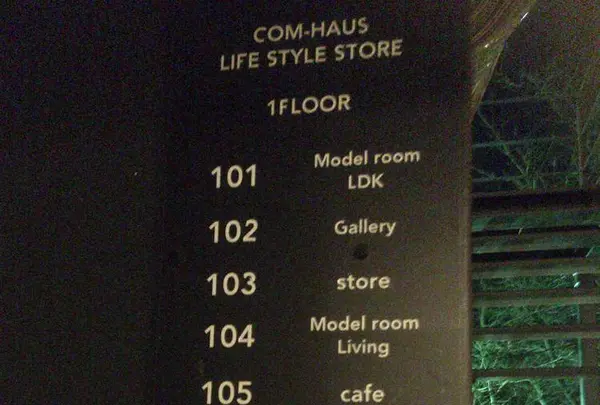 COM-HAUS
LIFE STYLE STORE
1FLOOR
101 Model room
LDK
102 Gallery
103 store
104 Model room
Living
105 cafe